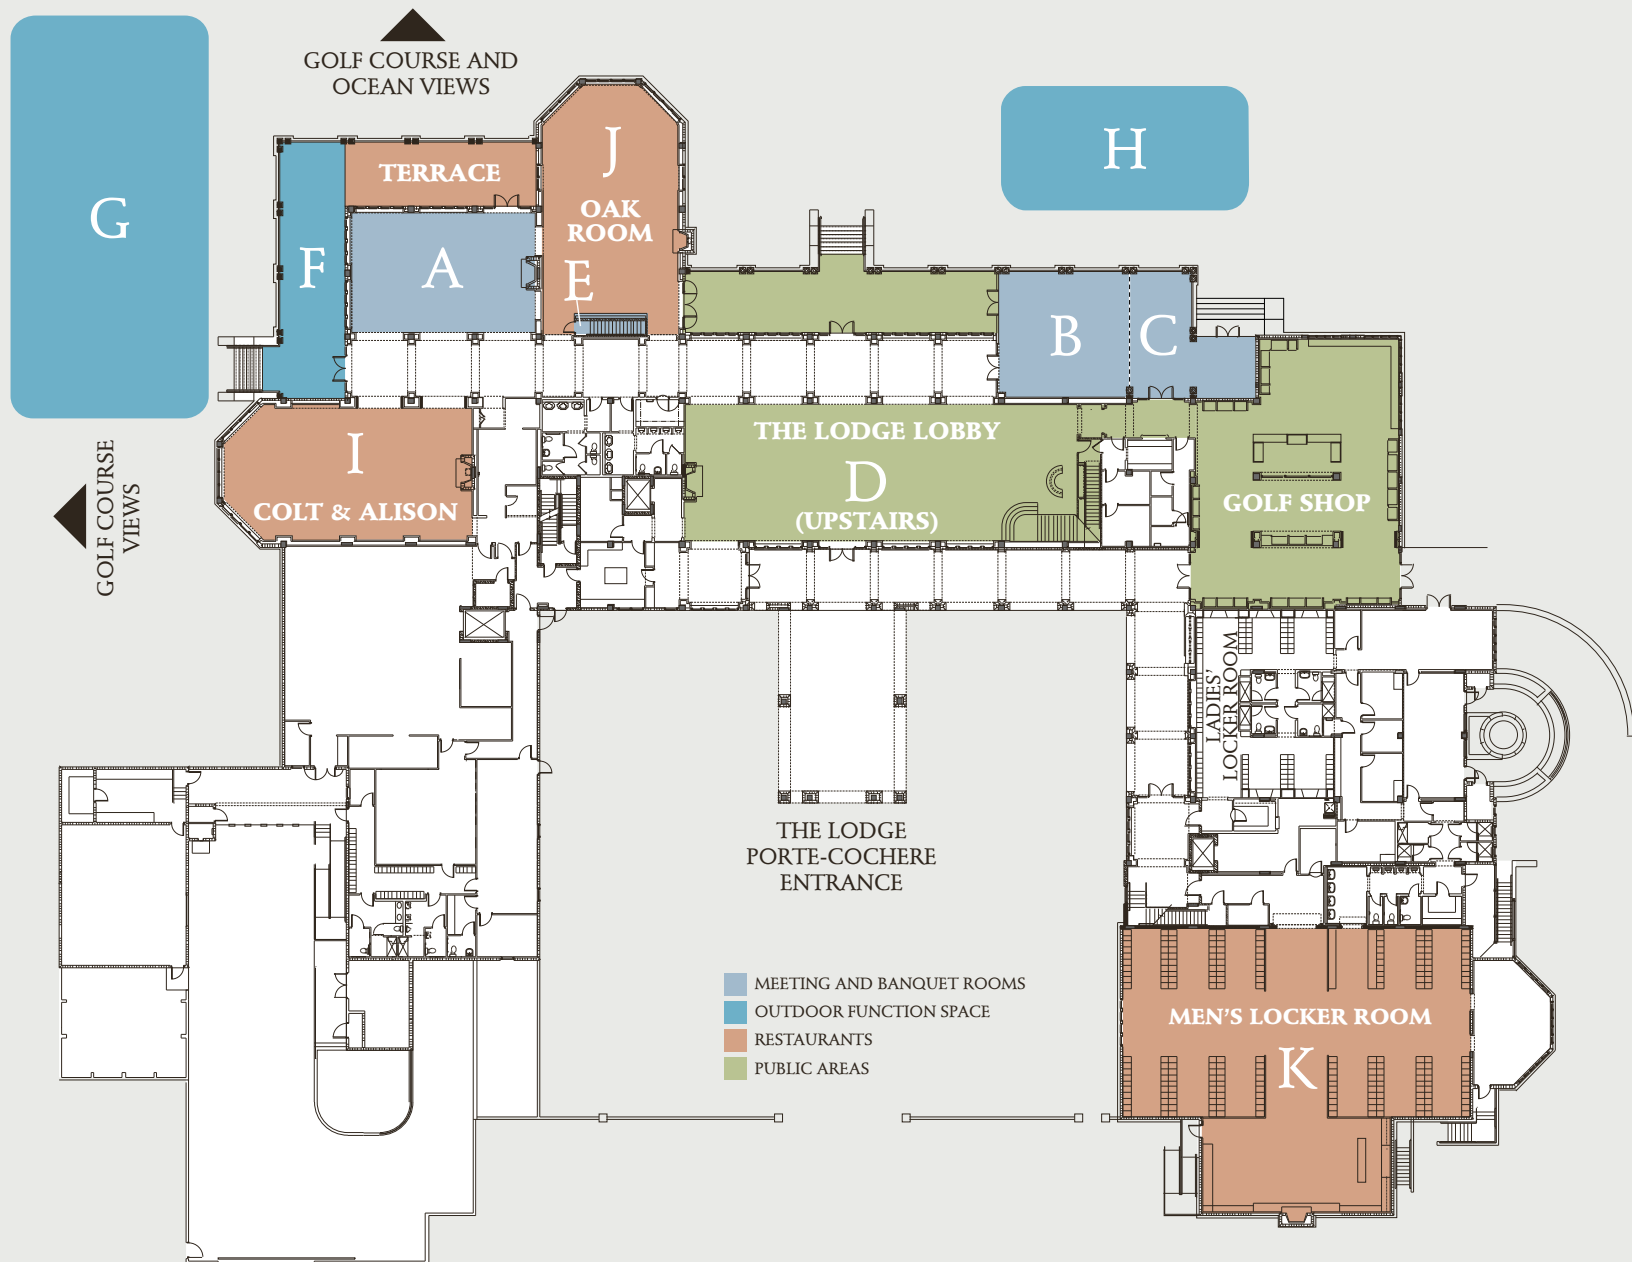 GOLF COURSE AND
OCEAN VIEWS
G
H
J
TERRACE
OAK
ROOM
F
A
E
B
C
I
COLT & ALISON
THE LODGE LOBBY
D
(UPSTAIRS)
GOLF SHOP
GOLF COURSE
VIEWS
LADIES'
LOCKER ROOM
THE LODGE
PORTE-COCHERE
ENTRANCE
MEETING AND BANQUET ROOMS
OUTDOOR FUNCTION SPACE
RESTAURANTS
PUBLIC AREAS
MEN'S LOCKER ROOM
K